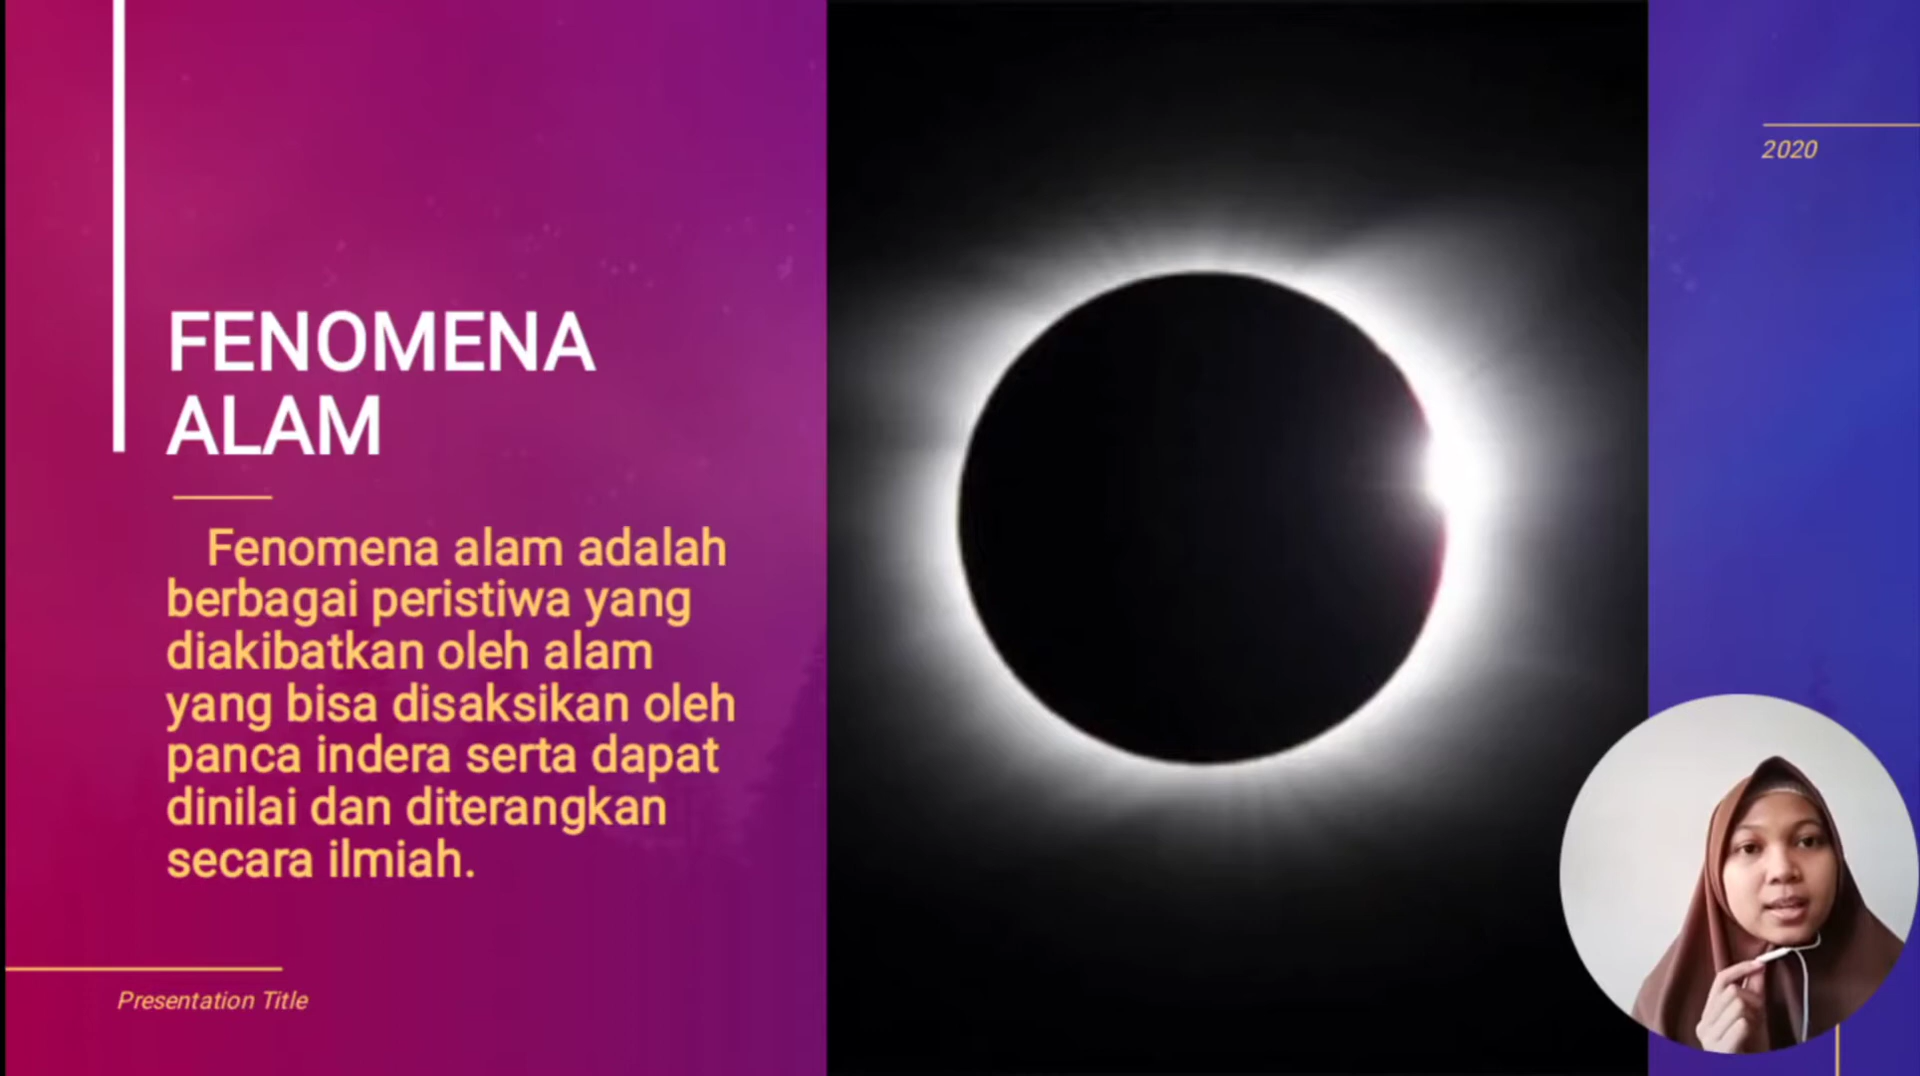 2020
FENOMENA
ALAM
Fenomena alam adalah
berbagai peristiwa yang
diakibatkan oleh alam
yang bisa disaksikan oleh
panca indera serta dapat
dinilai dan diterangkan
secara ilmiah.
Presentation Title